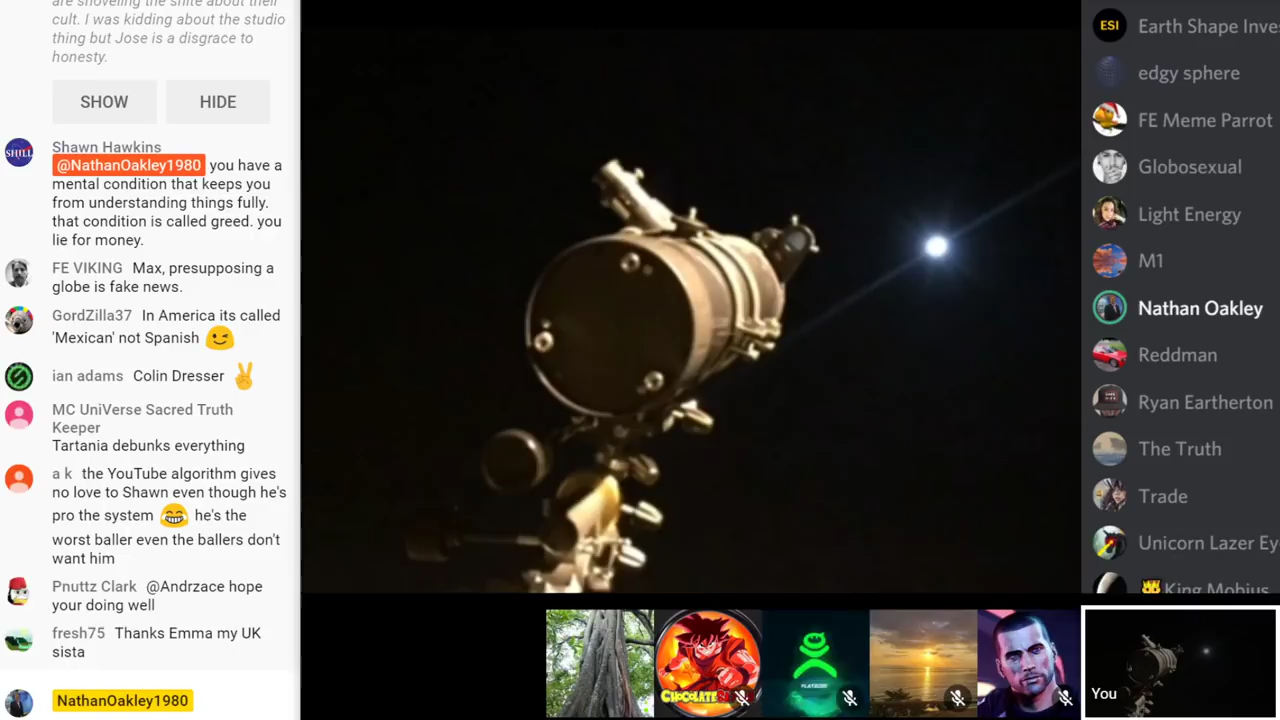 are shoveling the shite about their
cult. I was kidding about the studio
thing but Jose is a disgrace to
honesty.
SHOW
HIDE
SHILL
Shawn Hawkins
@NathanOakley1980 you have a
mental condition that keeps you
from understanding things fully.
that condition is called greed. you
lie for money.
FE VIKING Max, presupposing a
globe is fake news.
GordZilla37 In America its called
'Mexican' not Spanish 😉
ian adams Colin Dresser ✌
MC UniVerse Sacred Truth
Keeper
Tartania debunks everything
a k the YouTube algorithm gives
no love to Shawn even though he's
pro the system 😂 he's the
worst baller even the ballers don't
want him
Pnuttz Clark @Andrzace hope
your doing well
fresh75 Thanks Emma my UK
sista
NathanOakley1980
ESI
Earth Shape Inve
edgy sphere
FE Meme Parrot
Globosexual
Light Energy
M1
Nathan Oakley
Reddman
Ryan Eartherton
The Truth
Trade
Unicorn Lazer Ey
King Mobius
You